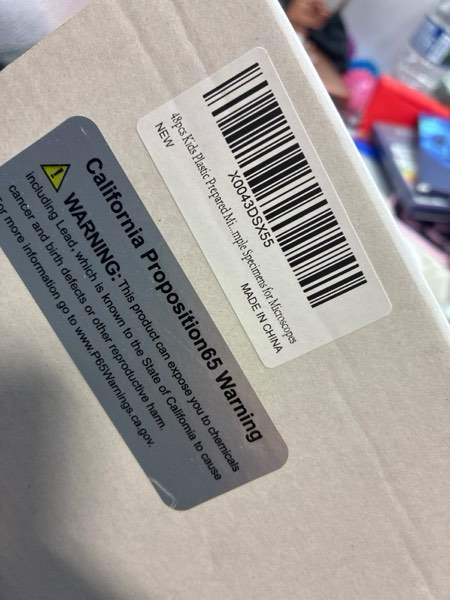 X0043DSX55
48pcs Kids Plastic Prepared Mi...mple Specimens for Microscopes
NEW
MADE IN CHINA
California Proposition65 Warning
WARNING: This product can expose you to chemicals
including Lead, which is known to the State of California to cause
cancer and birth defects or other reproductive harm.
For more information go to www.P65Warnings.ca.gov.